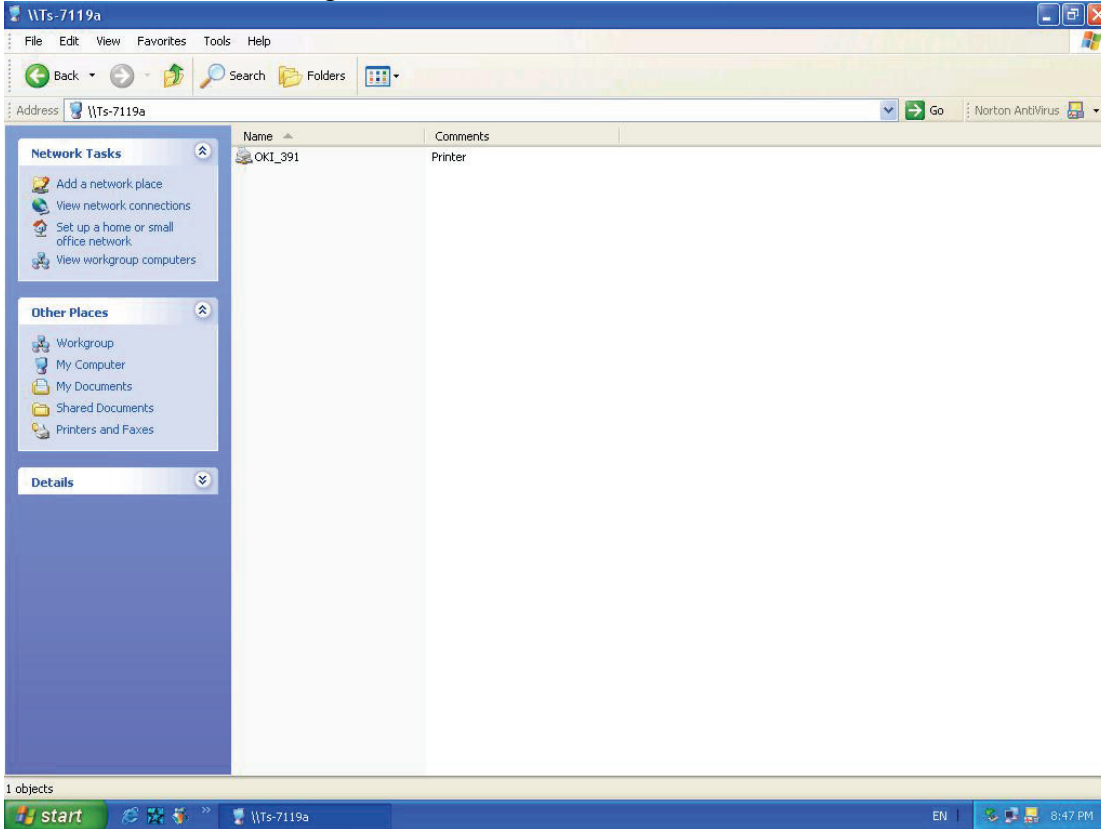 \\Ts-7119a
File Edit View Favorites Tools Help
Back Search Folders
Address \\Ts-7119a Go Norton AntiVirus
Name Comments
OKI_391 Printer
Network Tasks
Add a network place
View network connections
Set up a home or small
office network
View workgroup computers
Other Places
Workgroup
My Computer
My Documents
Shared Documents
Printers and Faxes
Details
1 objects
start \\Ts-7119a EN 8:47 PM